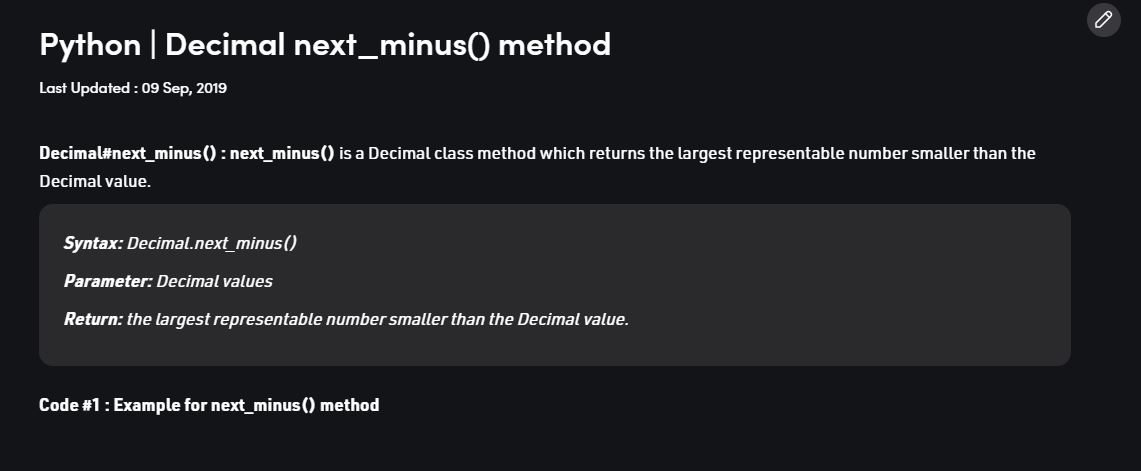 Python | Decimal next_minus() method
Last Updated : 09 Sep, 2019
Decimal#next_minus() : next_minus() is a Decimal class method which returns the largest representable number smaller than the
Decimal value.
Syntax: Decimal.next_minus()
Parameter: Decimal values
Return: the largest representable number smaller than the Decimal value.
Code #1 : Example for next_minus() method